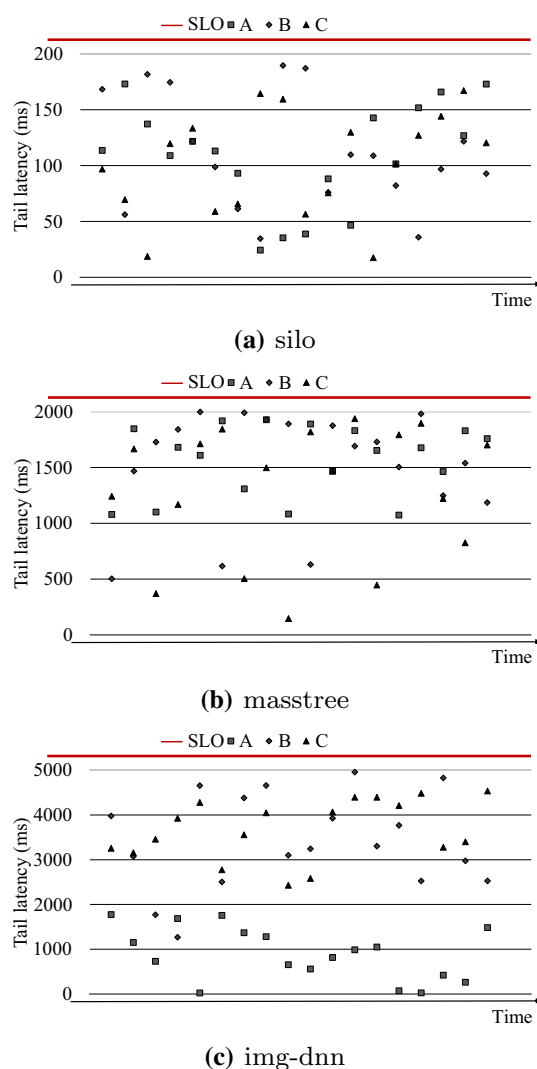 SLO A B C
200
150
100
50
0
Tail latency (ms)
Time
(a) silo
SLO A B C
2000
1500
1000
500
0
Tail latency (ms)
Time
(b) masstree
SLO A B C
5000
4000
3000
2000
1000
0
Tail latency (ms)
Time
(c) img-dnn